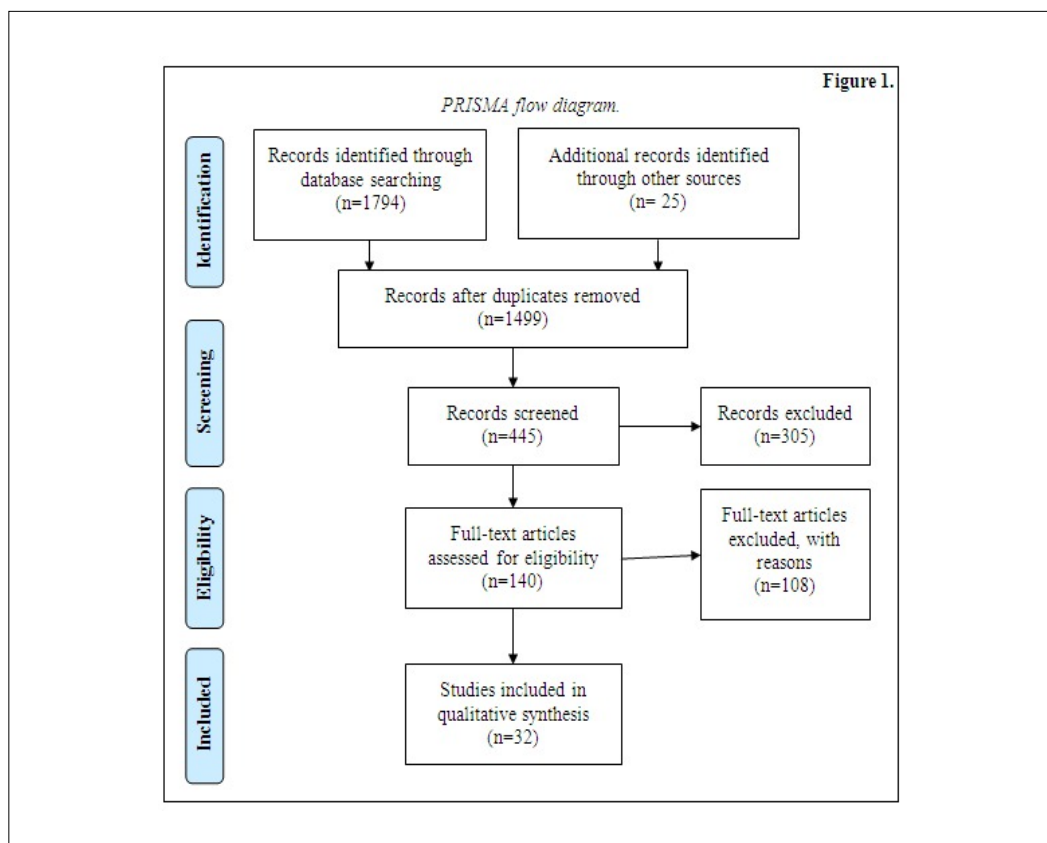 Figure 1.
PRISMA flow diagram.
Identification
Records identified through
database searching
(n=1794)
Additional records identified
through other sources
(n= 25)
Records after duplicates removed
(n=1499)
Screening
Records screened
(n=445)
Records excluded
(n=305)
Eligibility
Full-text articles
assessed for eligibility
(n=140)
Full-text articles
excluded, with
reasons
(n=108)
Included
Studies included in
qualitative synthesis
(n=32)